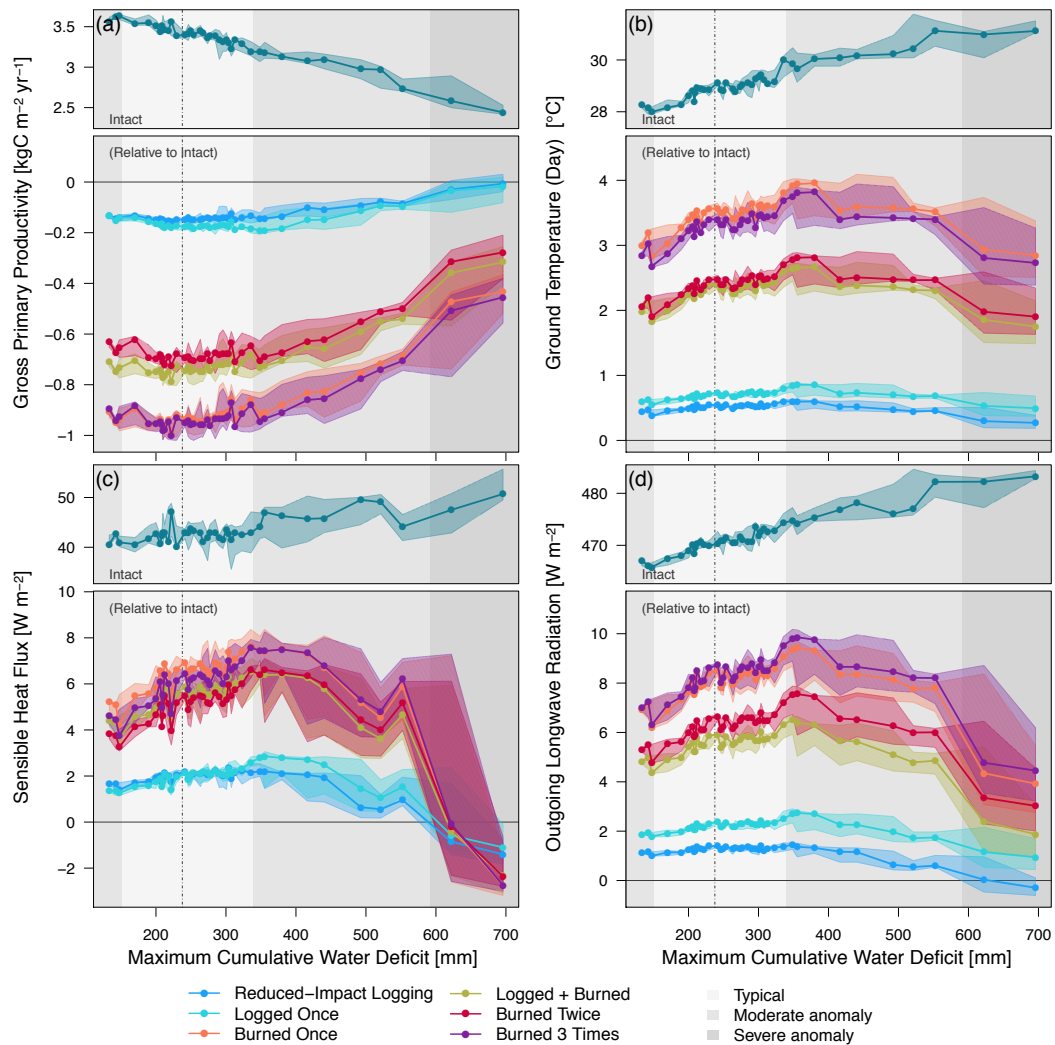 (a)
3.5
3
2.5
Intact
(Relative to Intact)
0
−0.2
−0.4
−0.6
−0.8
−1
Gross Primary Productivity [kgC m−2 yr−1]
(b)
30
28
Intact
(Relative to Intact)
4
3
2
1
0
Ground Temperature (Day) [°C]
(c)
50
40
Intact
(Relative to Intact)
8
6
4
2
0
−2
Sensible Heat Flux [W m−2]
200 300 400 500 600 700
Maximum Cumulative Water Deficit [mm]
(d)
480
470
Intact
(Relative to Intact)
10
8
6
4
2
0
Outgoing Longwave Radiation [W m−2]
200 300 400 500 600 700
Maximum Cumulative Water Deficit [mm]
Reduced−Impact Logging
Logged Once
Burned Once
Logged + Burned
Burned Twice
Burned 3 Times
Typical
Moderate anomaly
Severe anomaly